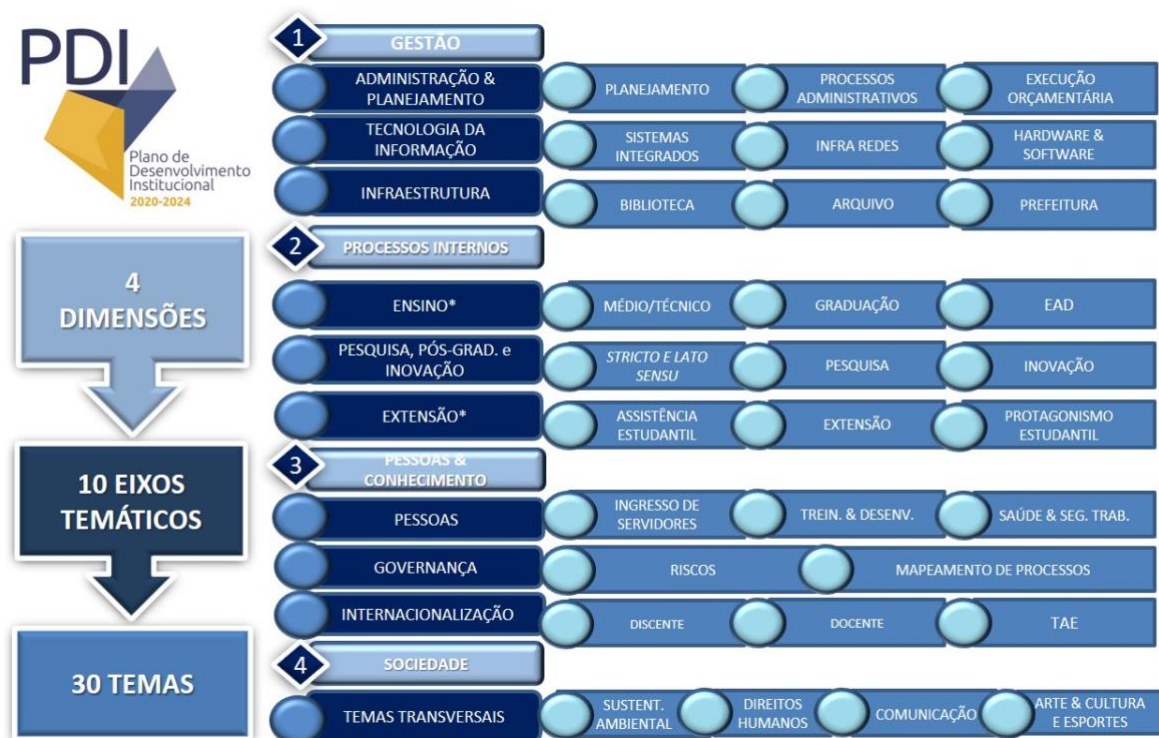 PDI
Plano de
Desenvolvimento
Institucional
2020-2024
4
DIMENSÕES
10 EIXOS
TEMÁTICOS
30 TEMAS
1
GESTÃO
ADMINISTRAÇÃO &
PLANEJAMENTO
PLANEJAMENTO
PROCESSOS
ADMINISTRATIVOS
EXECUÇÃO
ORÇAMENTÁRIA
TECNOLOGIA DA
INFORMAÇÃO
SISTEMAS
INTEGRADOS
INFRA REDES
HARDWARE &
SOFTWARE
INFRAESTRUTURA
BIBLIOTECA
ARQUIVO
PREFEITURA
2
PROCESSOS INTERNOS
ENSINO*
MÉDIO/TÉCNICO
GRADUAÇÃO
EAD
PESQUISA, PÓS-GRAD. e
INOVAÇÃO
STRICTO E LATO
SENSU
PESQUISA
INOVAÇÃO
EXTENSÃO*
ASSISTÊNCIA
ESTUDANTIL
EXTENSÃO
PROTAGONISMO
ESTUDANTIL
3
PESSOAS &
CONHECIMENTO
PESSOAS
INGRESSO DE
SERVIDORES
TREIN. & DESENV.
SAÚDE & SEG. TRAB.
GOVERNANÇA
RISCOS
MAPEAMENTO DE PROCESSOS
INTERNACIONALIZAÇÃO
DISCENTE
DOCENTE
TAE
4
SOCIEDADE
TEMAS TRANSVERSAIS
SUSTENT.
AMBIENTAL
DIREITOS
HUMANOS
COMUNICAÇÃO
ARTE & CULTURA
E ESPORTES